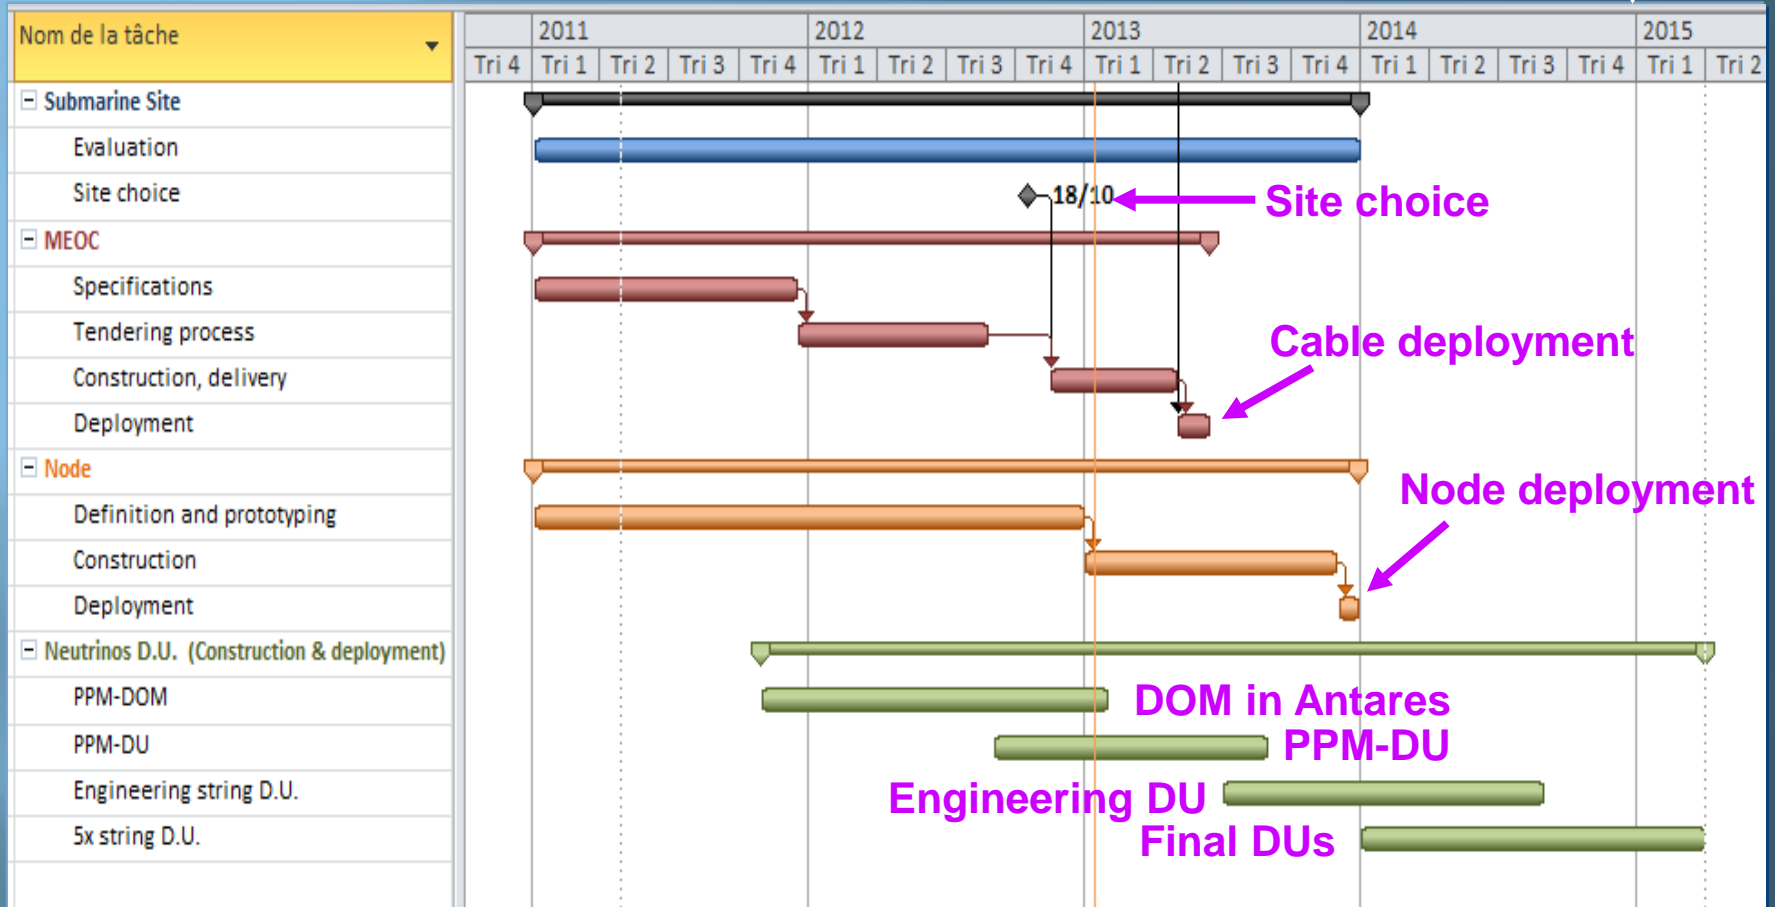 Nom de la tâche
2011 2012 2013 2014 2015
Tri 4 Tri 1 Tri 2 Tri 3 Tri 4 Tri 1 Tri 2 Tri 3 Tri 4 Tri 1 Tri 2 Tri 3 Tri 4 Tri 1 Tri 2 Tri 3 Tri 4 Tri 1 Tri 2
Submarine Site
Evaluation
Site choice 18/10 Site choice
MEOC
Specifications
Tendering process
Cable deployment
Construction, delivery
Deployment
Node
Node deployment
Definition and prototyping
Construction
Deployment
Neutrinos D.U. (Construction & deployment)
PPM-DOM DOM in Antares
PPM-DU PPM-DU
Engineering string D.U. Engineering DU
5x string D.U. Final DUs